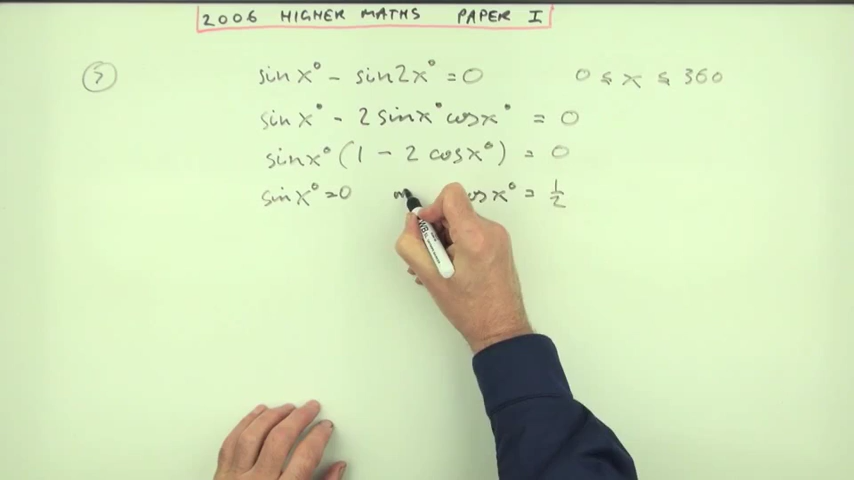 2006 HIGHER MATHS PAPER I
5 sin x° - sin 2x° = 0 0 ≤ x ≤ 360
sin x° - 2 sin x° cos x° = 0
sin x° (1 - 2 cos x°) = 0
sin x° = 0 cos x° = 1/2